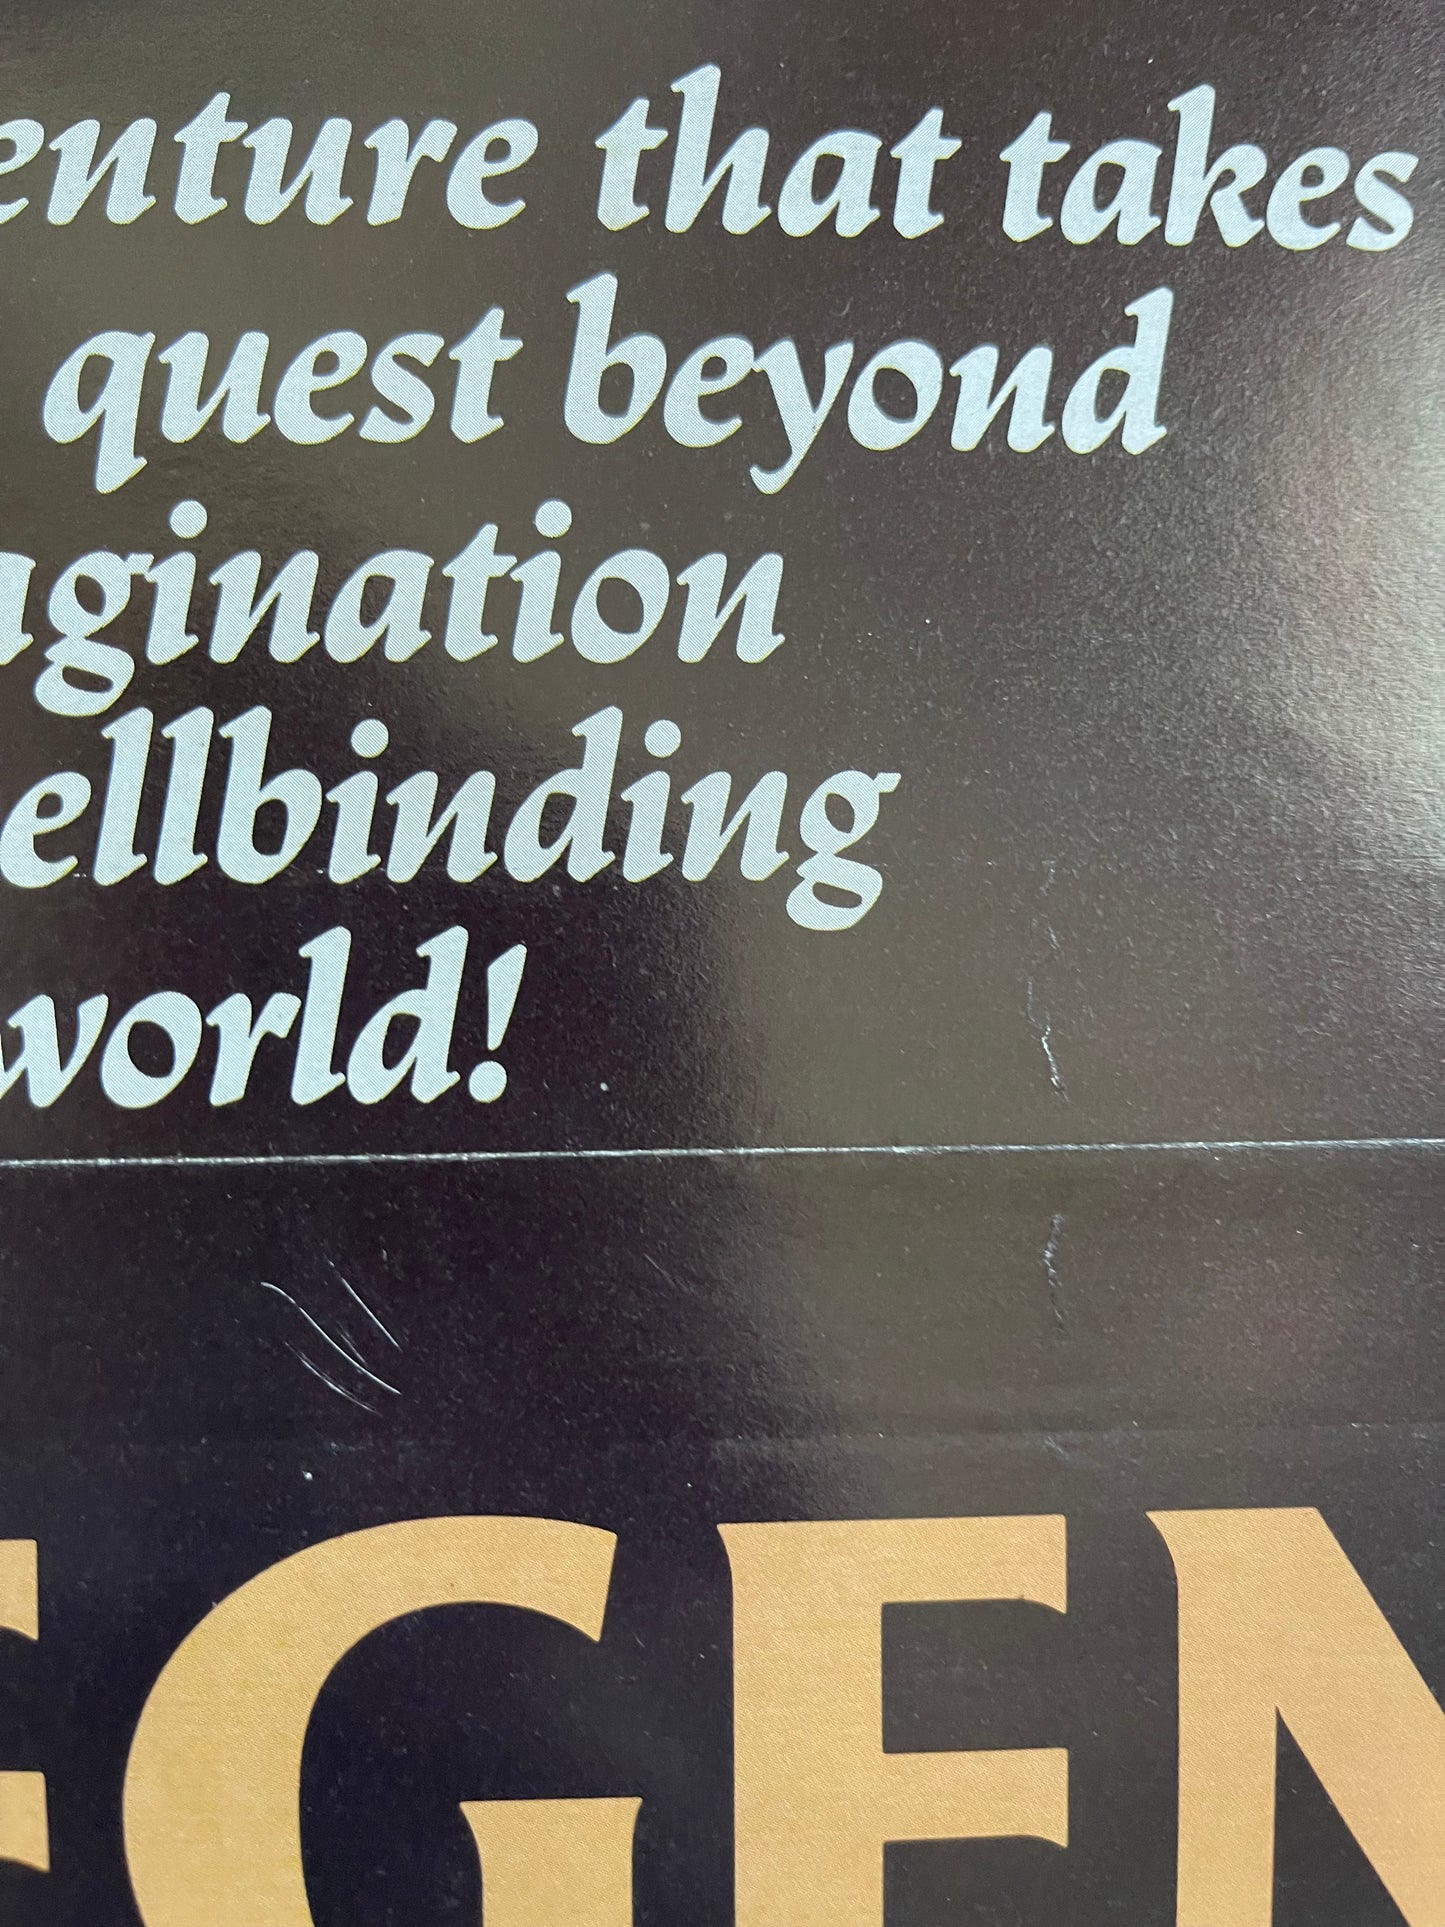 enture that takes
quest beyond
agination
ellbinding
world!
EGEN